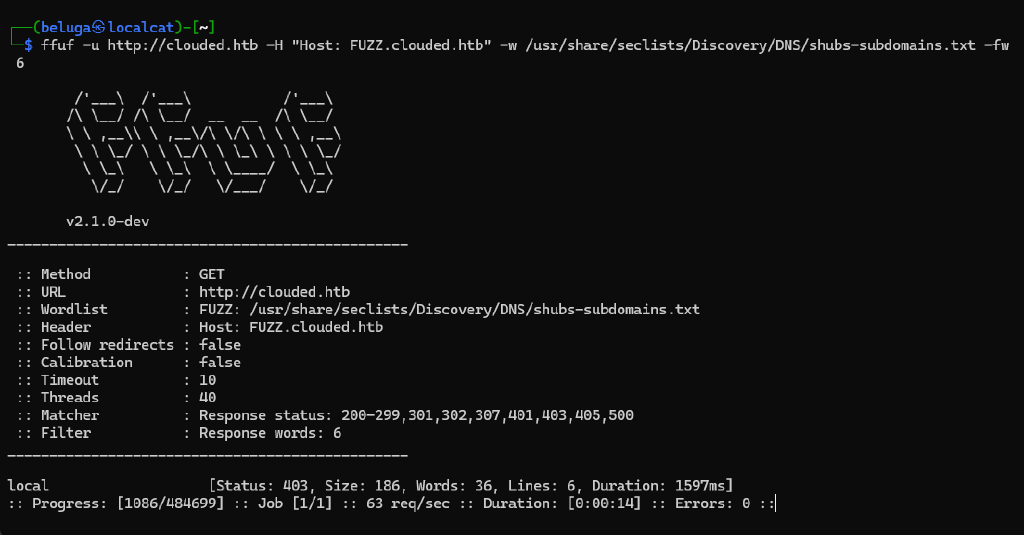 ┌──(beluga㉿localcat)-[~]
└─$ ffuf -u http://clouded.htb -H "Host: FUZZ.clouded.htb" -w /usr/share/seclists/Discovery/DNS/shubs-subdomains.txt -fw
 6

        /'___\  /'___\           /'___\
       /\ \__/ /\ \__/  __  __  /\ \__/
       \ \ ,__\\ \ ,__\/\ \/\ \ \ \ ,__\
        \ \ \_/ \ \ \_/\ \ \_\ \ \ \ \_/
         \ \_\   \ \_\  \ \____/  \ \_\
          \/_/    \/_/   \/___/    \/_/

       v2.1.0-dev
________________________________________________

 :: Method           : GET
 :: URL              : http://clouded.htb
 :: Wordlist         : FUZZ: /usr/share/seclists/Discovery/DNS/shubs-subdomains.txt
 :: Header           : Host: FUZZ.clouded.htb
 :: Follow redirects : false
 :: Calibration      : false
 :: Timeout          : 10
 :: Threads          : 40
 :: Matcher          : Response status: 200-299,301,302,307,401,403,405,500
 :: Filter           : Response words: 6
________________________________________________

local                   [Status: 403, Size: 186, Words: 36, Lines: 6, Duration: 1597ms]
:: Progress: [1086/484699] :: Job [1/1] :: 63 req/sec :: Duration: [0:00:14] :: Errors: 0 ::